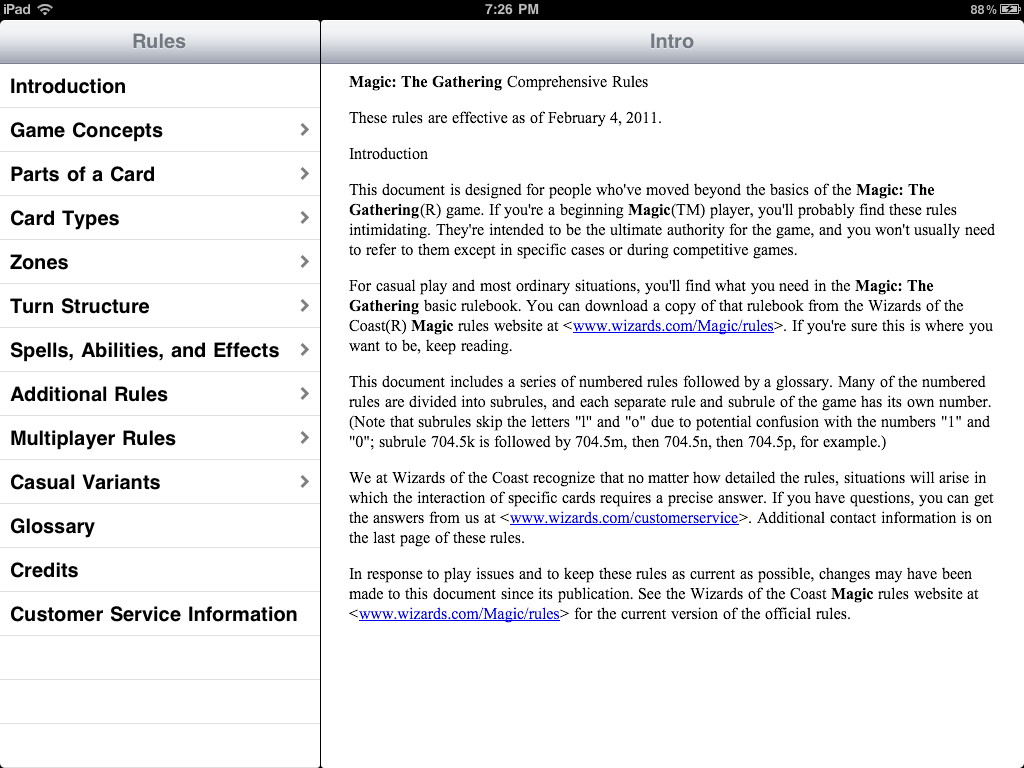 iPad 7:26 PM 88%
Rules
Introduction
Game Concepts
Parts of a Card
Card Types
Zones
Turn Structure
Spells, Abilities, and Effects
Additional Rules
Multiplayer Rules
Casual Variants
Glossary
Credits
Customer Service Information
Intro
Magic: The Gathering Comprehensive Rules
These rules are effective as of February 4, 2011.
Introduction
This document is designed for people who've moved beyond the basics of the Magic: The
Gathering(R) game. If you're a beginning Magic(TM) player, you'll probably find these rules
intimidating. They're intended to be the ultimate authority for the game, and you won't usually need
to refer to them except in specific cases or during competitive games.
For casual play and most ordinary situations, you'll find what you need in the Magic: The
Gathering basic rulebook. You can download a copy of that rulebook from the Wizards of the
Coast(R) Magic rules website at <www.wizards.com/Magic/rules>. If you're sure this is where you
want to be, keep reading.
This document includes a series of numbered rules followed by a glossary. Many of the numbered
rules are divided into subrules, and each separate rule and subrule of the game has its own number.
(Note that subrules skip the letters "l" and "o" due to potential confusion with the numbers "1" and
"0"; subrule 704.5k is followed by 704.5m, then 704.5n, then 704.5p, for example.)
We at Wizards of the Coast recognize that no matter how detailed the rules, situations will arise in
which the interaction of specific cards requires a precise answer. If you have questions, you can get
the answers from us at <www.wizards.com/customerservice>. Additional contact information is on
the last page of these rules.
In response to play issues and to keep these rules as current as possible, changes may have been
made to this document since its publication. See the Wizards of the Coast Magic rules website at
<www.wizards.com/Magic/rules> for the current version of the official rules.